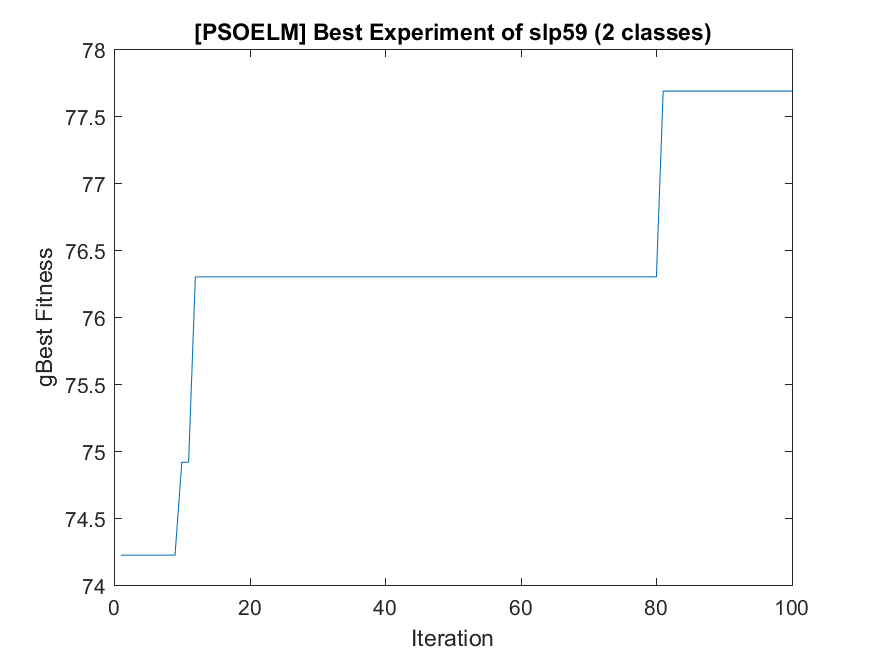 [PSOELM] Best Experiment of slp59 (2 classes)
78
77.5
77
76.5
76
75.5
75
74.5
74
gBest Fitness
0 20 40 60 80 100
Iteration